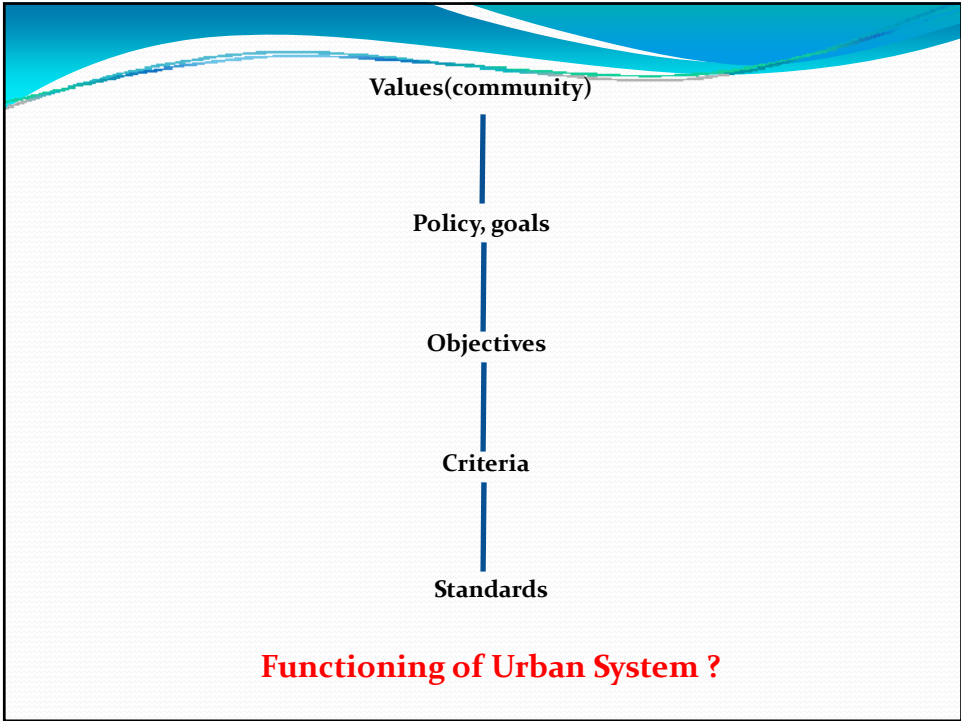 Values(community)
Policy, goals
Objectives
Criteria
Standards
Functioning of Urban System ?